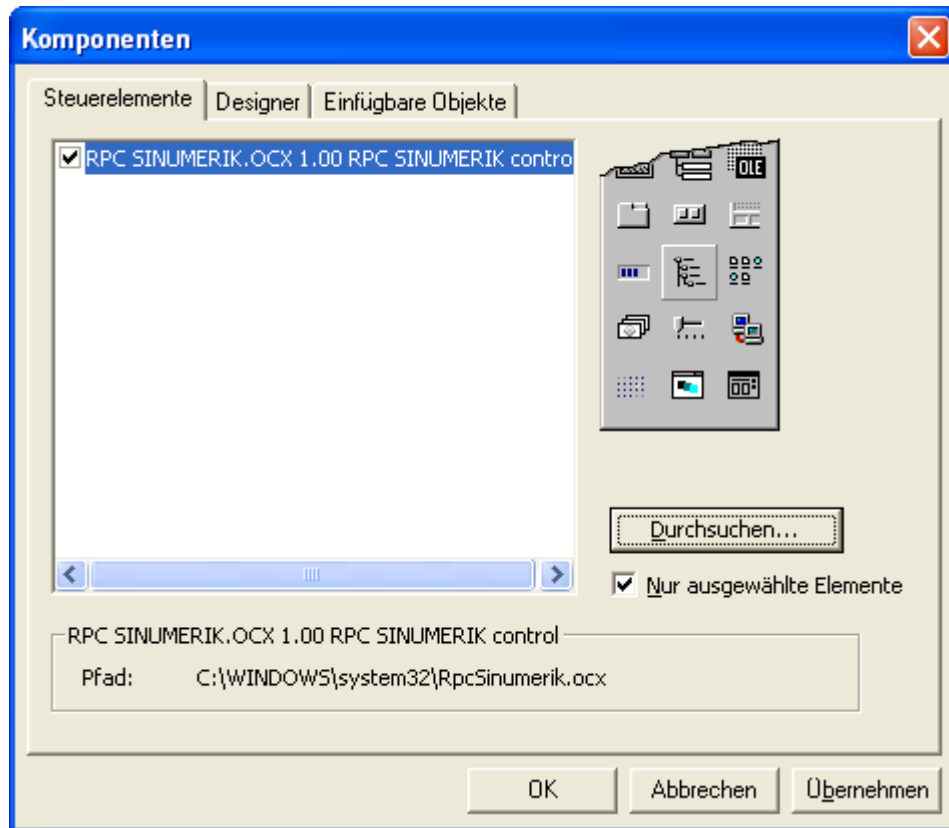 Komponenten
Steuerelemente
Designer
Einfügbare Objekte
RPC SINUMERIK.OCX 1.00 RPC SINUMERIK contro
OLE
Durchsuchen...
Nur ausgewählte Elemente
RPC SINUMERIK.OCX 1.00 RPC SINUMERIK control
Pfad: C:\WINDOWS\system32\RpcSinumerik.ocx
OK
Abbrechen
Übernehmen